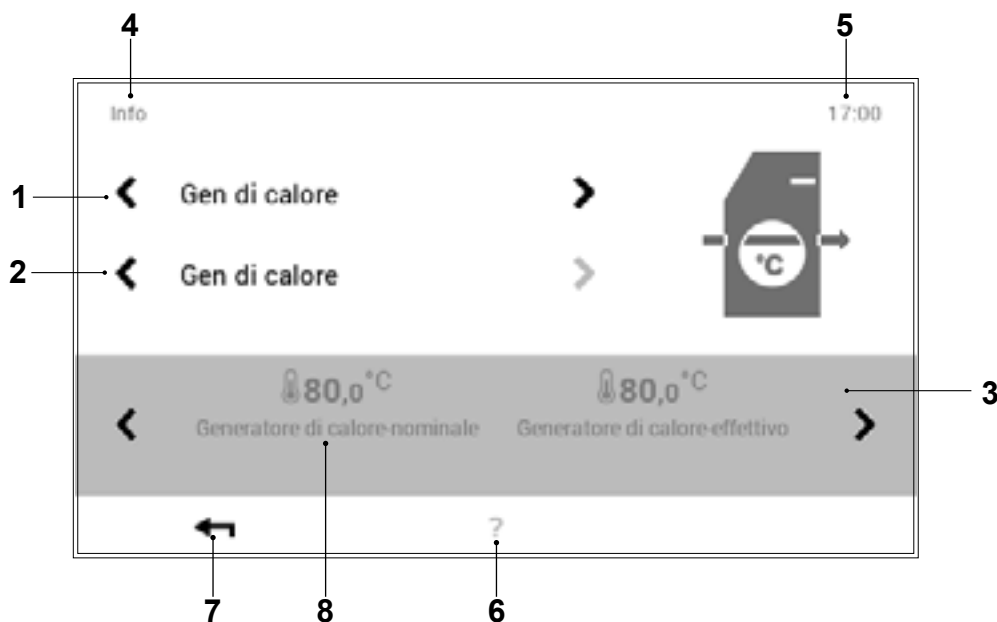 4 5
Info 17:00
1 Gen di calore
2 Gen di calore
°C
80,0°C 80,0°C 3
Generatore di calore-nominale Generatore di calore-effettivo
?
7 8 6